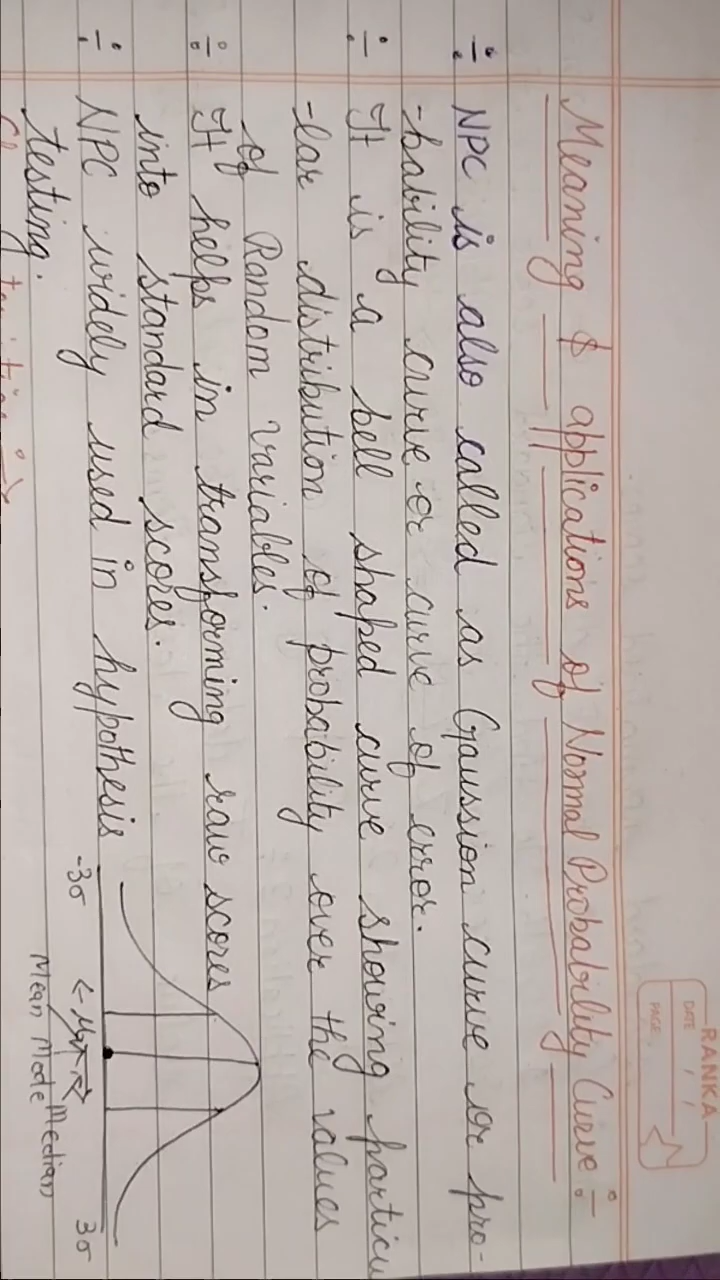 RANKA
DATE / /
PAGE
Meaning & applications of Normal Probability Curve÷
÷ NPC is also called as Gaussion curve or pro-
-bability curve or curve of error.
÷ It is a bell shaped curve showing particu
-lar distribution of probability over the values
of Random variables.
÷ It helps in transforming raw scores
into standard scores.
÷ NPC widely used in hypothesis
testing.
-3σ 3σ
Mean Mode Median